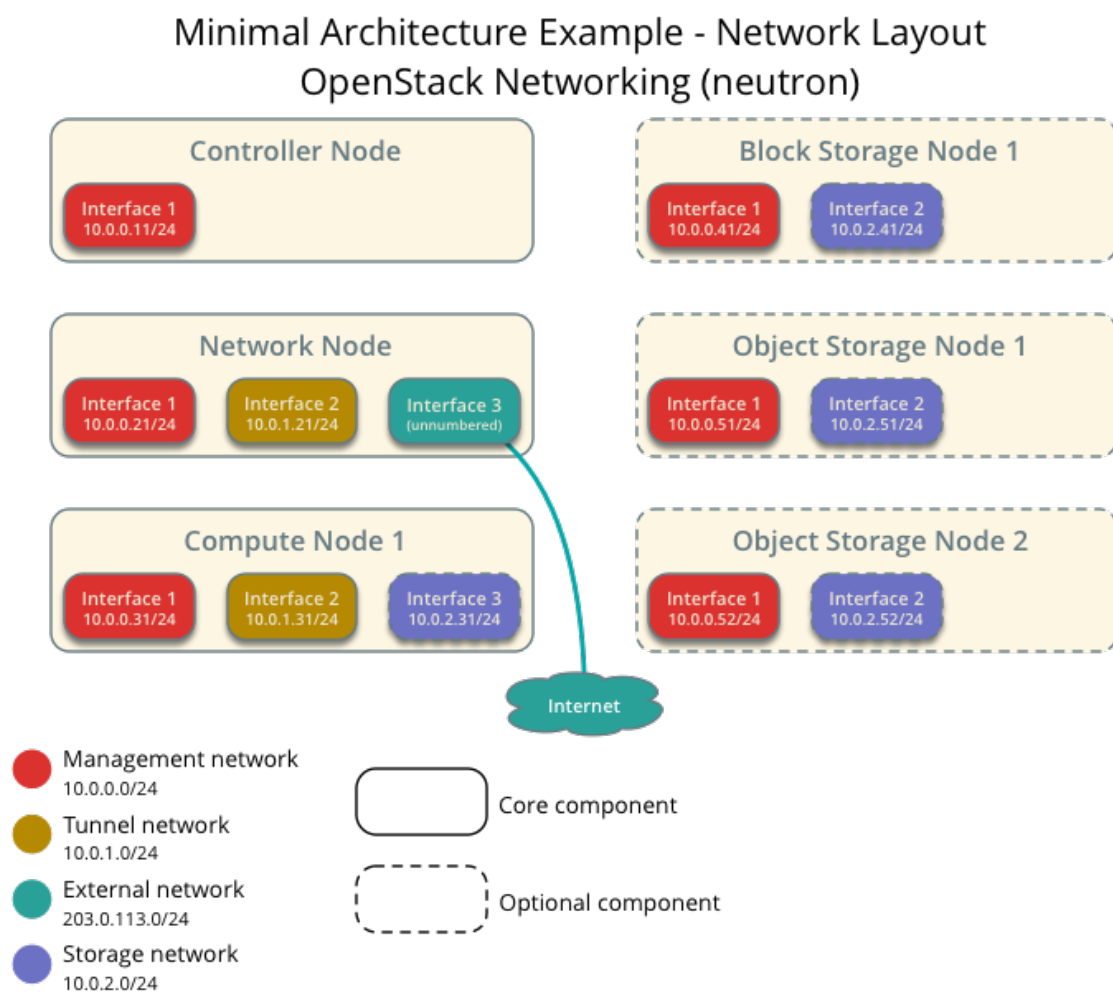 Minimal Architecture Example - Network Layout
OpenStack Networking (neutron)
Controller Node
Interface 1
10.0.0.11/24
Block Storage Node 1
Interface 1
10.0.0.41/24
Interface 2
10.0.2.41/24
Network Node
Interface 1
10.0.0.21/24
Interface 2
10.0.1.21/24
Interface 3
(unnumbered)
Object Storage Node 1
Interface 1
10.0.0.51/24
Interface 2
10.0.2.51/24
Compute Node 1
Interface 1
10.0.0.31/24
Interface 2
10.0.1.31/24
Interface 3
10.0.2.31/24
Object Storage Node 2
Interface 1
10.0.0.52/24
Interface 2
10.0.2.52/24
Internet
Management network
10.0.0.0/24
Tunnel network
10.0.1.0/24
External network
203.0.113.0/24
Storage network
10.0.2.0/24
Core component
Optional component